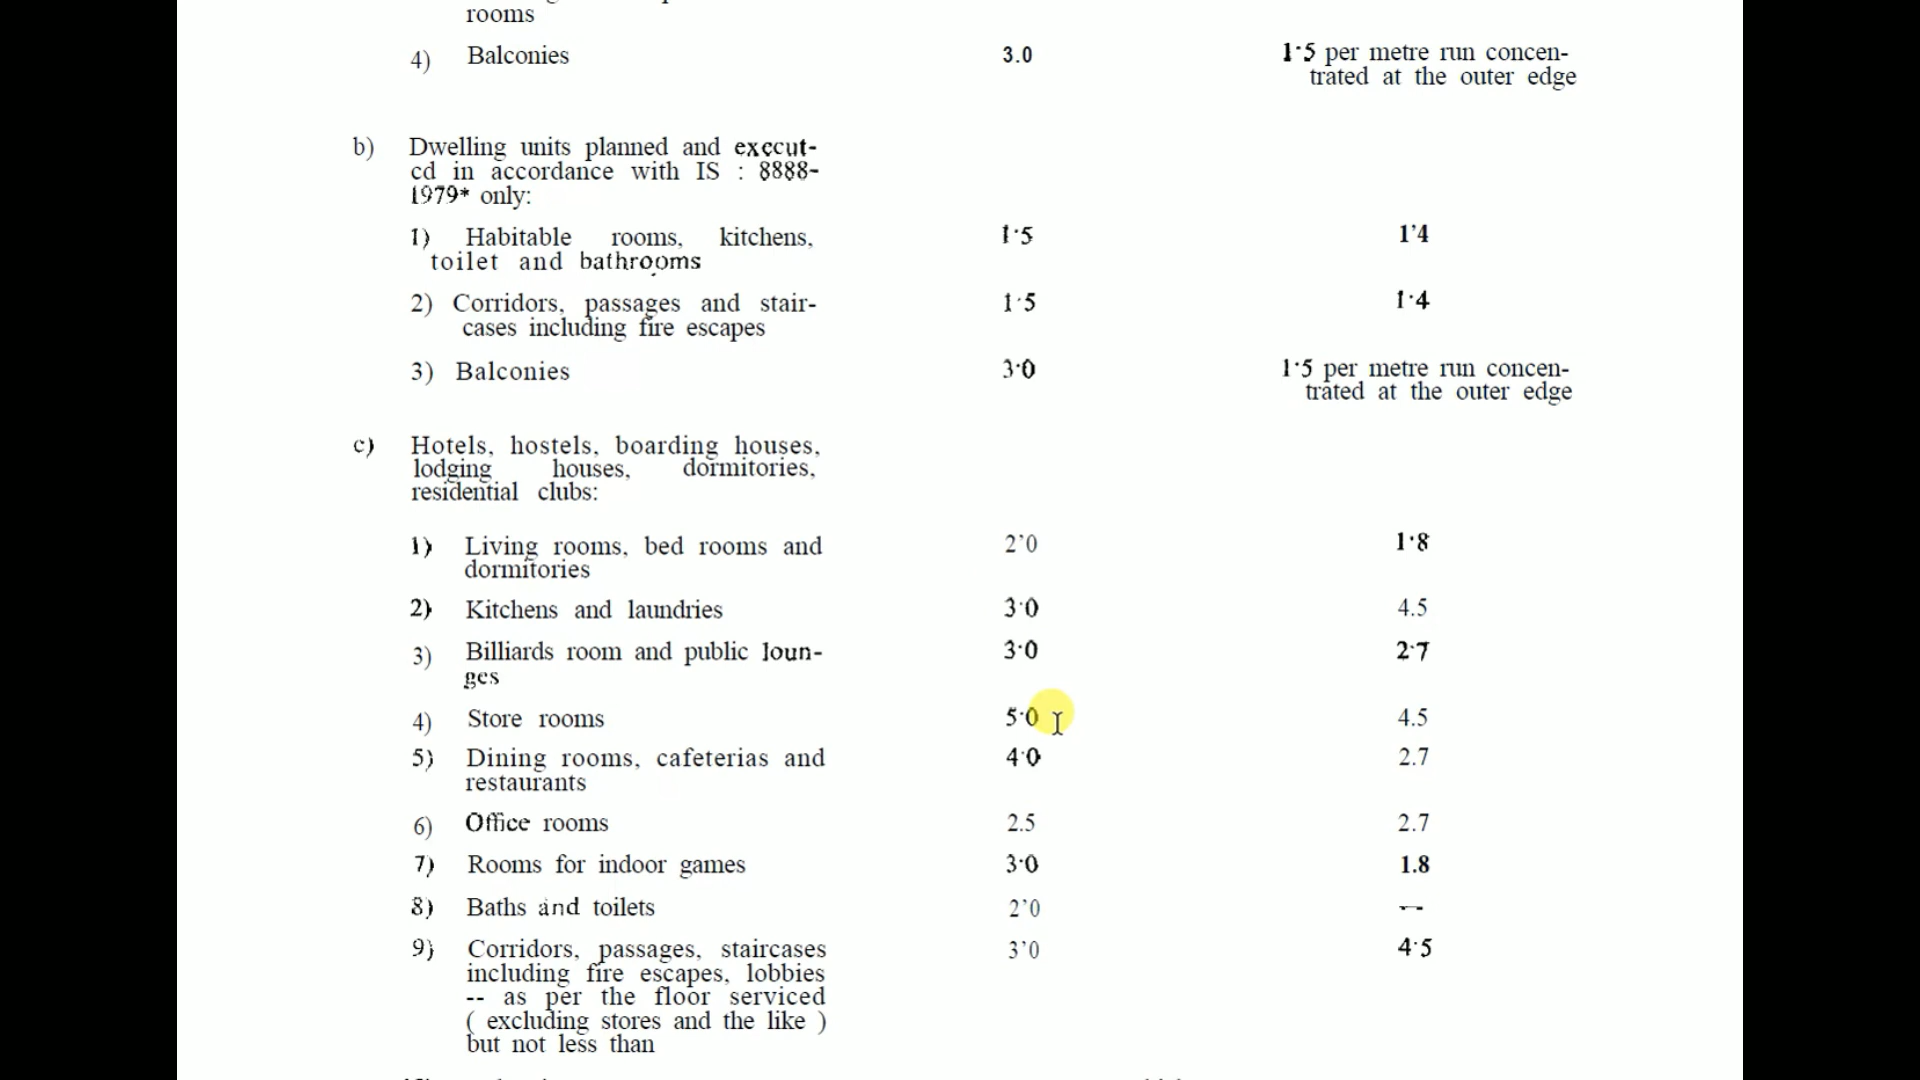 rooms
4) Balconies 3.0 1·5 per metre run concen-
trated at the outer edge
b) Dwelling units planned and execut-
ed in accordance with IS : 8888-
1979* only:
1) Habitable rooms, kitchens, 1·5 1·4
toilet and bathrooms
2) Corridors, passages and stair- 1·5 1·4
cases including fire escapes
3) Balconies 3·0 1·5 per metre run concen-
trated at the outer edge
c) Hotels, hostels, boarding houses,
lodging houses, dormitories,
residential clubs:
1) Living rooms, bed rooms and 2·0 1·8
dormitories
2) Kitchens and laundries 3·0 4.5
3) Billiards room and public loun- 3·0 2·7
ges
4) Store rooms 5·0 4.5
5) Dining rooms, cafeterias and 4·0 2.7
restaurants
6) Office rooms 2.5 2.7
7) Rooms for indoor games 3·0 1.8
8) Baths and toilets 2·0 —
9) Corridors, passages, staircases 3·0 4·5
including fire escapes, lobbies
-- as per the floor serviced
( excluding stores and the like )
but not less than